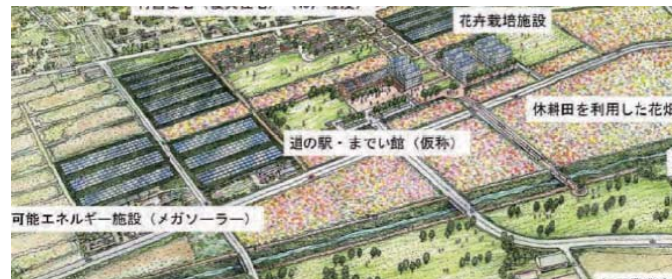 花卉栽培施設
休耕田を利用した花畑
道の駅・までい館（仮称）
可能エネルギー施設（メガソーラー）